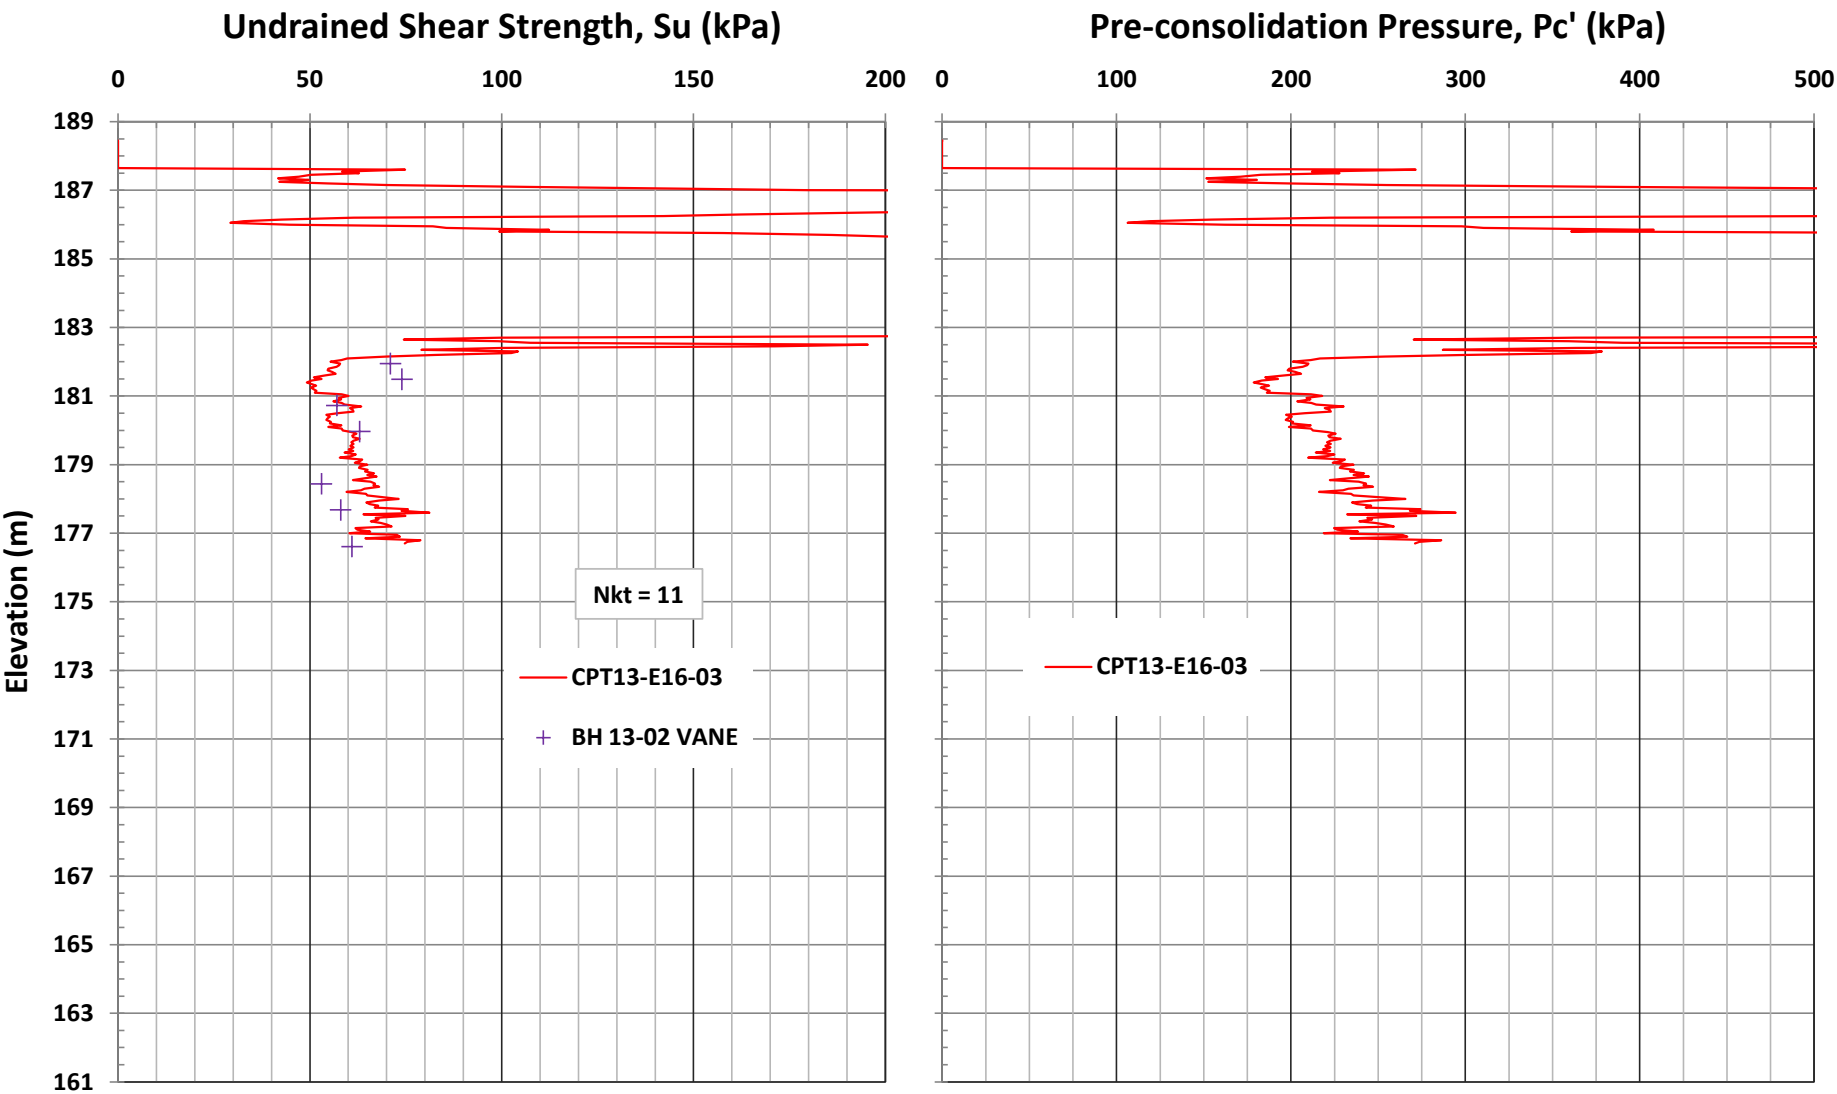 Undrained Shear Strength, Su (kPa)
Pre-consolidation Pressure, Pc' (kPa)
0 50 100 150 200
0 100 200 300 400 500
189
187
185
183
181
179
177
175
173
171
169
167
165
163
161
Elevation (m)
Nkt = 11
CPT13-E16-03
BH 13-02 VANE
CPT13-E16-03